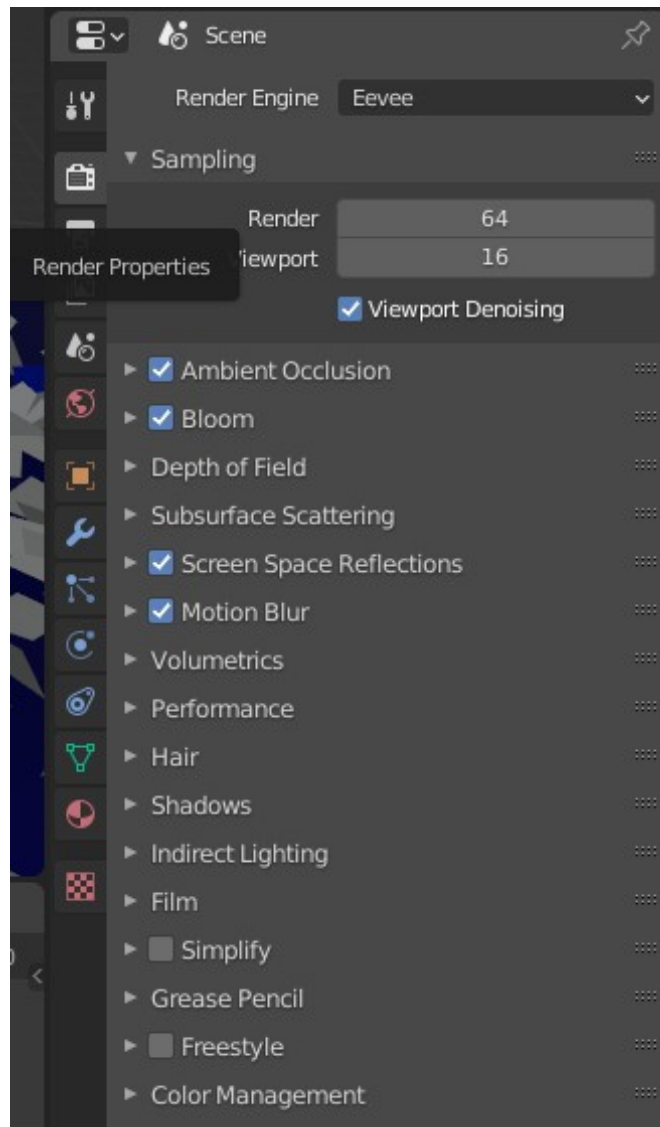 Scene
Render Engine Eevee
Sampling
Render 64
Render Properties
Viewport 16
Viewport Denoising
Ambient Occlusion
Bloom
Depth of Field
Subsurface Scattering
Screen Space Reflections
Motion Blur
Volumetrics
Performance
Hair
Shadows
Indirect Lighting
Film
Simplify
Grease Pencil
Freestyle
Color Management